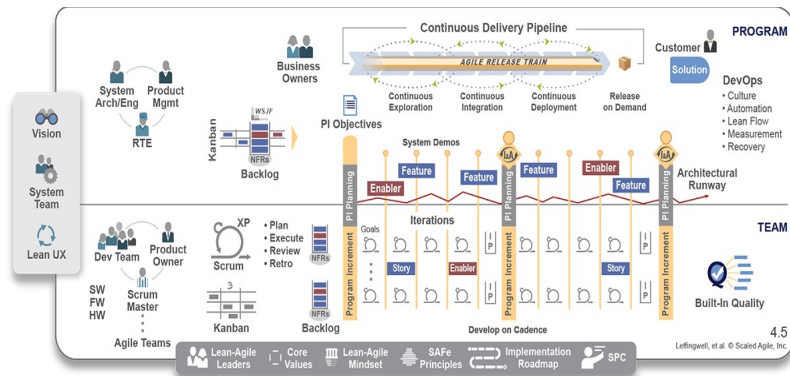 Continuous Delivery Pipeline
PROGRAM
Customer
Business
Owners
AGILE RELEASE TRAIN
Solution
System
Arch/Eng
Product
Mgmt
DevOps
• Culture
• Automation
• Lean Flow
• Measurement
• Recovery
Continuous
Exploration
Continuous
Integration
Continuous
Deployment
Release
on Demand
RTE
WSJF
PI Objectives
Kanban
NFRs
Backlog
System Demos
Vision
System
Team
Lean UX
Feature
Enabler
Feature
I&A
Feature
Enabler
Feature
I&A
Architectural
Runway
PI Planning
PI Planning
PI Planning
TEAM
Dev Team
Product
Owner
XP
Scrum
• Plan
• Execute
• Review
• Retro
NFRs
Iterations
Goals
I
P
I
P
Story
Enabler
Story
I
P
I
P
Program Increment
Program Increment
Program Increment
Scrum
Master
SW
FW
HW
3
Kanban
NFRs
Backlog
Agile Teams
Built-In Quality
Develop on Cadence
4.5
Leffingwell, et al. © Scaled Agile, Inc.
Lean-Agile
Leaders
Core
Values
Lean-Agile
Mindset
SAFe
Principles
Implementation
Roadmap
SPC